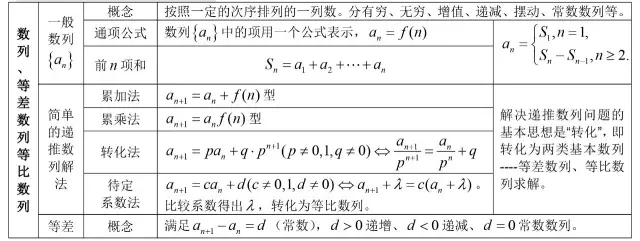 数列、等差数列等比数列
一般数列{aₙ}
概念
按照一定的次序排列的一列数。分有穷、无穷、增值、递减、摆动、常数数列等。
通项公式
数列{aₙ}中的项用一个公式表示，aₙ = f(n)
前n项和
Sₙ = a₁ + a₂ + ⋯ + aₙ
aₙ = { S₁, n = 1,
Sₙ − Sₙ₋₁, n ≥ 2.
简单的递推数列解法
累加法
aₙ₊₁ = aₙ + f(n) 型
累乘法
aₙ₊₁ = aₙ f(n) 型
转化法
aₙ₊₁ = paₙ + q · pⁿ⁺¹ (p ≠ 0,1, q ≠ 0) ⇔ aₙ₊₁/pⁿ⁺¹ = aₙ/pⁿ + q
待定
系数法
aₙ₊₁ = caₙ + d (c ≠ 0,1, d ≠ 0) ⇔ aₙ₊₁ + λ = c(aₙ + λ) 。
比较系数得出λ，转化为等比数列。
解决递推数列问题的
基本思想是“转化”，即
转化为两类基本数列
----等差数列、等比数
列求解。
等差
概念
满足aₙ₊₁ − aₙ = d （常数），d > 0 递增、d < 0 递减、d = 0 常数数列。